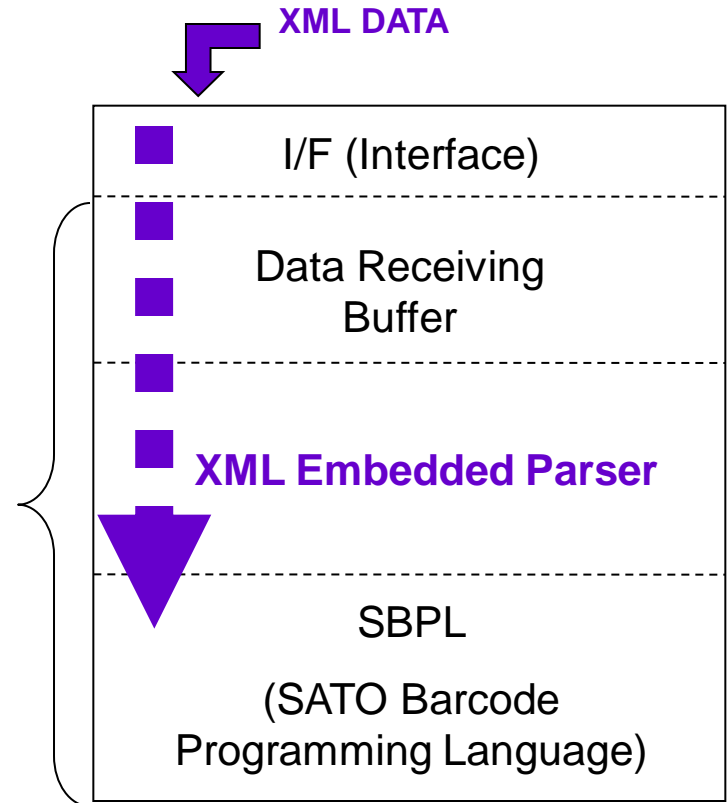 XML DATA
I/F (Interface)
Data Receiving
Buffer
XML Embedded Parser
SBPL
(SATO Barcode
Programming Language)